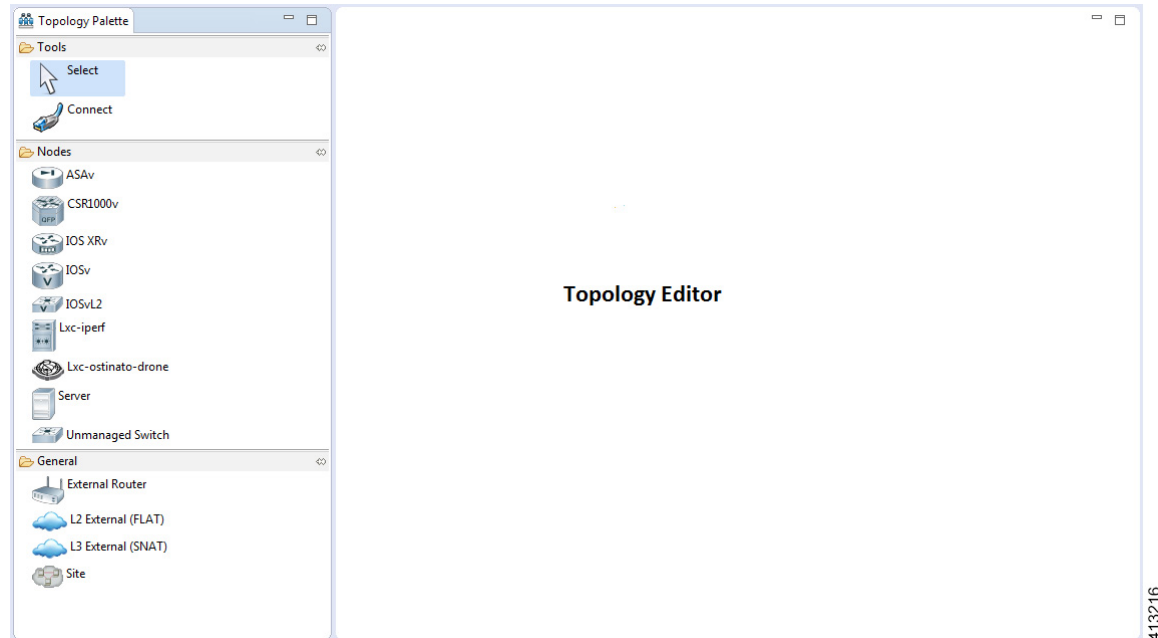 Topology Palette
Tools
Select
Connect
Nodes
ASAv
CSR1000v
QFP
IOS XRv
V
IOSv
V
IOSvL2
Lxc-iperf
Lxc-ostinato-drone
Server
Unmanaged Switch
General
External Router
L2 External (FLAT)
L3 External (SNAT)
Site
Topology Editor
413216